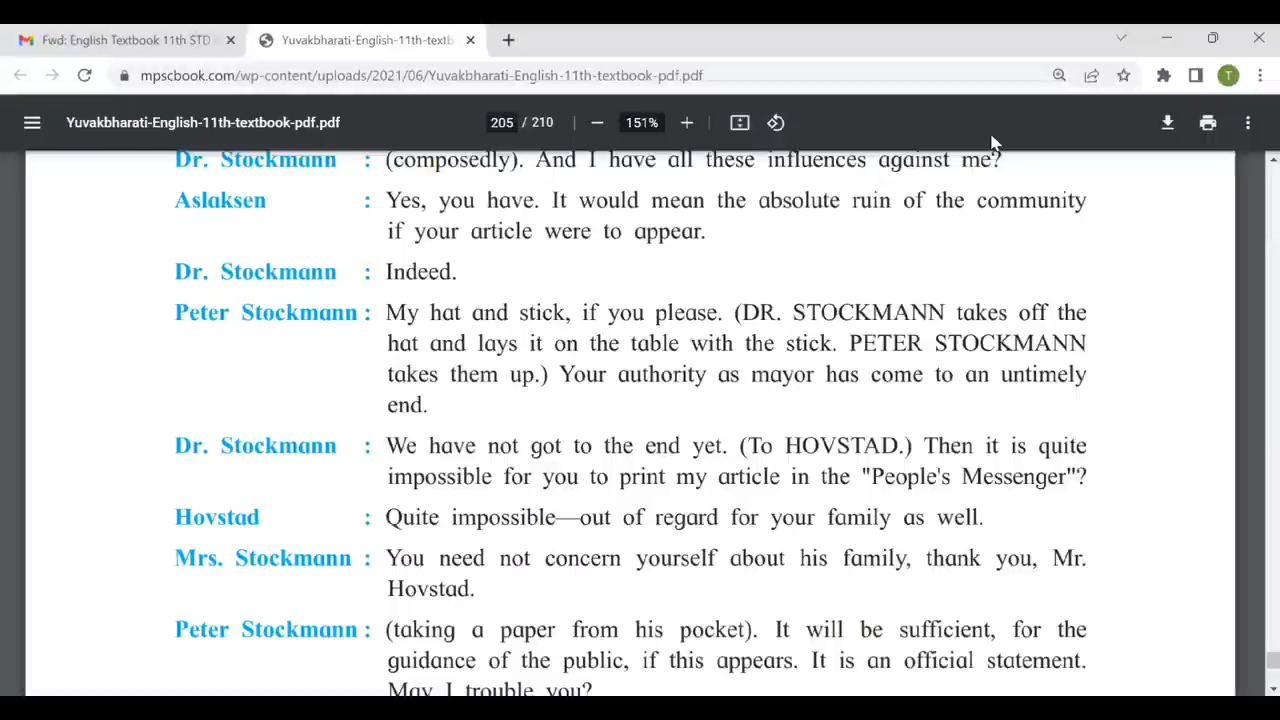 Fwd: English Textbook 11th STD
Yuvakbharati-English-11th-textb
mpscbook.com/wp-content/uploads/2021/06/Yuvakbharati-English-11th-textbook-pdf.pdf
T
Yuvakbharati-English-11th-textbook-pdf.pdf
205 / 210
151%
Dr. Stockmann : (composedly). And I have all these influences against me?
Aslaksen : Yes, you have. It would mean the absolute ruin of the community
if your article were to appear.
Dr. Stockmann : Indeed.
Peter Stockmann : My hat and stick, if you please. (DR. STOCKMANN takes off the
hat and lays it on the table with the stick. PETER STOCKMANN
takes them up.) Your authority as mayor has come to an untimely
end.
Dr. Stockmann : We have not got to the end yet. (To HOVSTAD.) Then it is quite
impossible for you to print my article in the "People's Messenger"?
Hovstad : Quite impossible—out of regard for your family as well.
Mrs. Stockmann : You need not concern yourself about his family, thank you, Mr.
Hovstad.
Peter Stockmann : (taking a paper from his pocket). It will be sufficient, for the
guidance of the public, if this appears. It is an official statement.
May I trouble you?